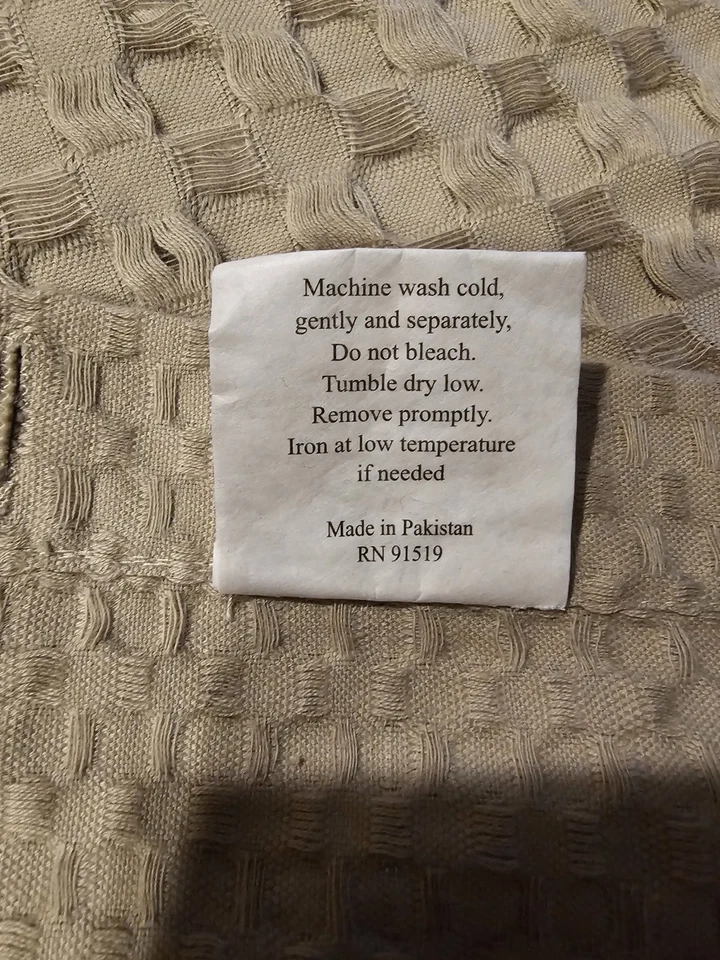 Machine wash cold,
gently and separately,
Do not bleach.
Tumble dry low.
Remove promptly.
Iron at low temperature
if needed
Made in Pakistan
RN 91519